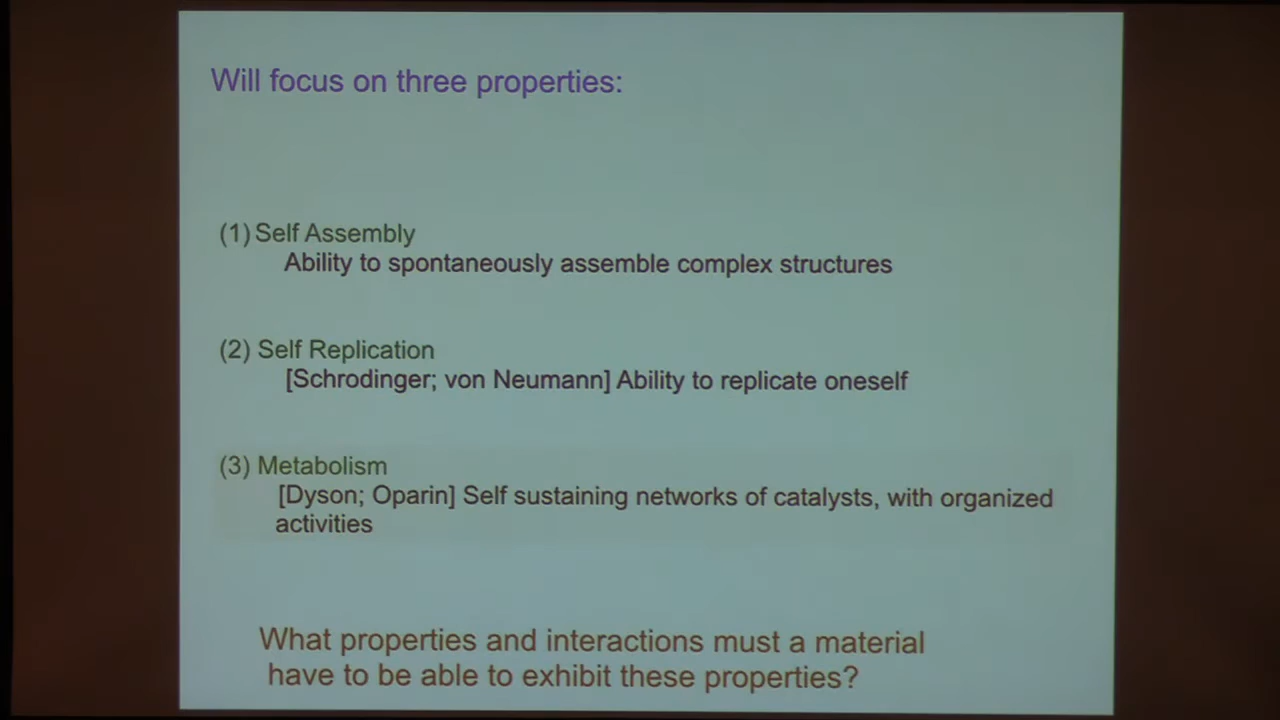 Will focus on three properties:
(1) Self Assembly
Ability to spontaneously assemble complex structures
(2) Self Replication
[Schrodinger; von Neumann] Ability to replicate oneself
(3) Metabolism
[Dyson; Oparin] Self sustaining networks of catalysts, with organized
activities
What properties and interactions must a material
have to be able to exhibit these properties?